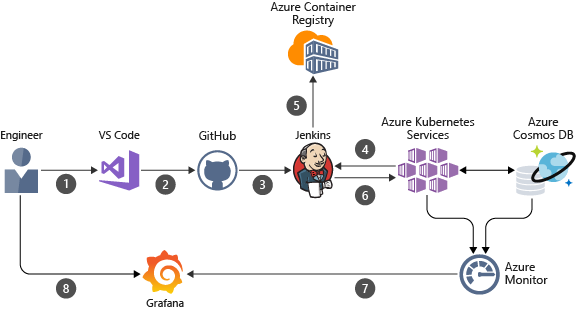 Azure Container
Registry
5
Engineer
VS Code
GitHub
Jenkins
Azure Kubernetes
Services
Azure
Cosmos DB
1
2
3
4
6
Azure
Monitor
8
Grafana
7